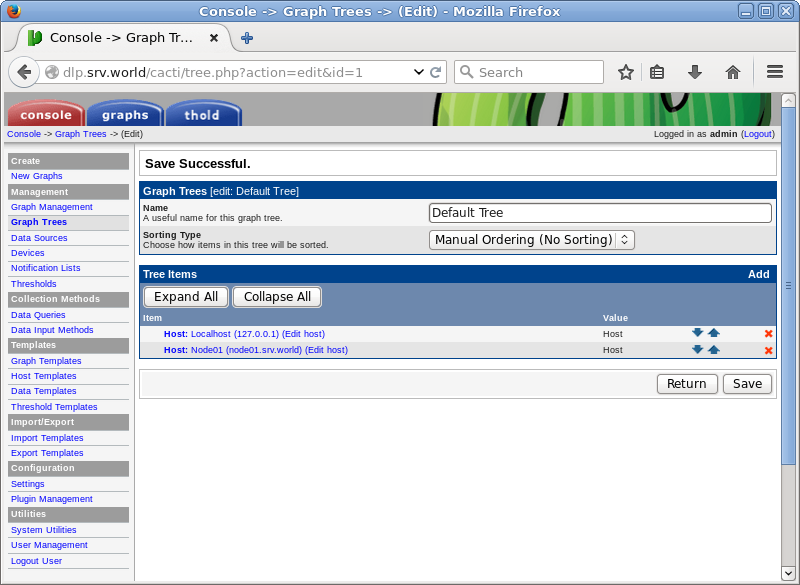 Console -> Graph Trees -> (Edit) - Mozilla Firefox
Console -> Graph Tr...
dlp.srv.world/cacti/tree.php?action=edit&id=1
Search
console graphs thold
Console -> Graph Trees -> (Edit)
Logged in as admin (Logout)
Create
New Graphs
Management
Graph Management
Graph Trees
Data Sources
Devices
Notification Lists
Thresholds
Collection Methods
Data Queries
Data Input Methods
Templates
Graph Templates
Host Templates
Data Templates
Threshold Templates
Import/Export
Import Templates
Export Templates
Configuration
Settings
Plugin Management
Utilities
System Utilities
User Management
Logout User
Save Successful.
Graph Trees [edit: Default Tree]
Name
A useful name for this graph tree.
Default Tree
Sorting Type
Choose how items in this tree will be sorted.
Manual Ordering (No Sorting)
Tree Items Add
Expand All Collapse All
Item Value
Host: Localhost (127.0.0.1) (Edit host) Host
Host: Node01 (node01.srv.world) (Edit host) Host
Return Save